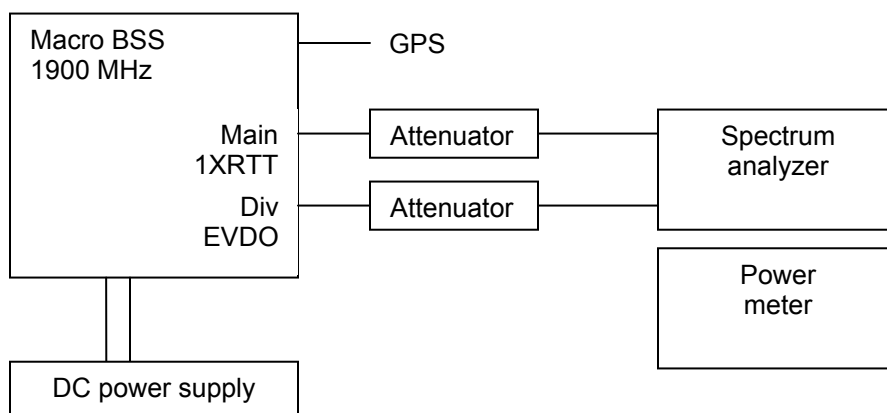 Macro BSS
1900 MHz
GPS
Main
1XRTT
Attenuator
Spectrum
analyzer
Div
EVDO
Attenuator
Power
meter
DC power supply